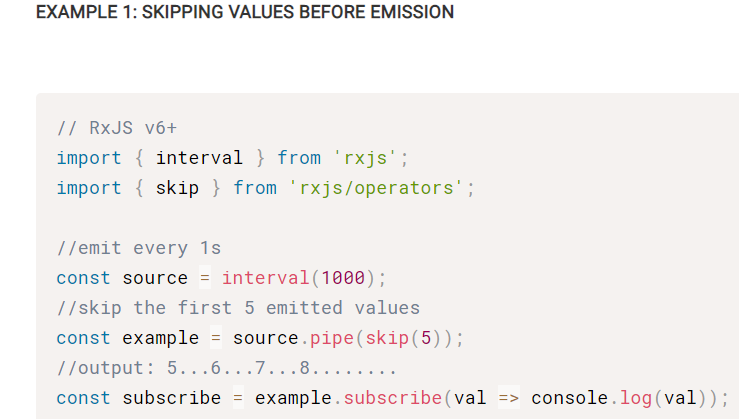 EXAMPLE 1: SKIPPING VALUES BEFORE EMISSION
// RxJS v6+
import { interval } from 'rxjs';
import { skip } from 'rxjs/operators';
//emit every 1s
const source = interval(1000);
//skip the first 5 emitted values
const example = source.pipe(skip(5));
//output: 5...6...7...8........
const subscribe = example.subscribe(val => console.log(val));